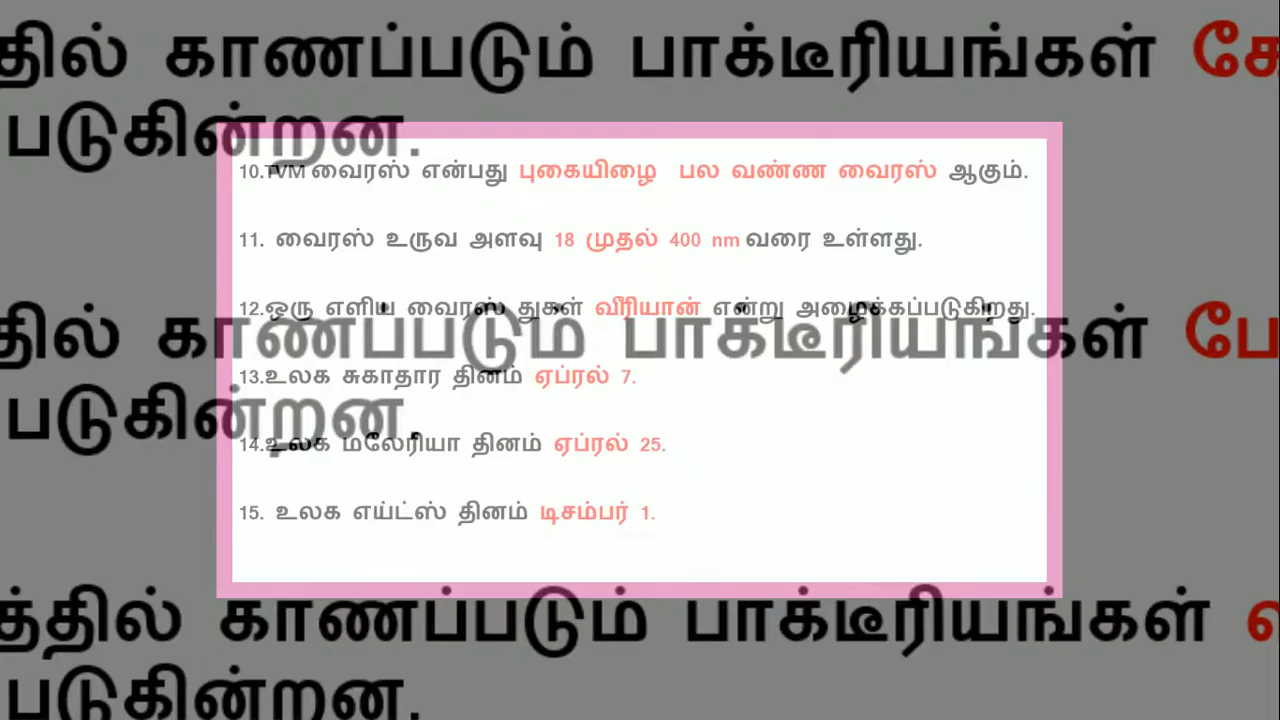 தில் காணப்படும் பாக்டீரியங்கள்
படுகின்றன.
10.TVM வைரஸ் என்பது புகையிழை பல வண்ண வைரஸ் ஆகும்.
11. வைரஸ் உருவ அளவு 18 முதல் 400 nm வரை உள்ளது.
12.ஒரு எளிய வைரஸ் துகள் வீரியான் என்று அழைக்கப்படுகிறது.
தில் காணப்படும் பாக்டீரியங்கள்
13.உலக சுகாதார தினம் ஏப்ரல் 7.
படுகின்றன.
14.உலக மலேரியா தினம் ஏப்ரல் 25.
15. உலக எய்ட்ஸ் தினம் டிசம்பர் 1.
த்தில் காணப்படும் பாக்டீரியங்கள்
படுகின்றன.